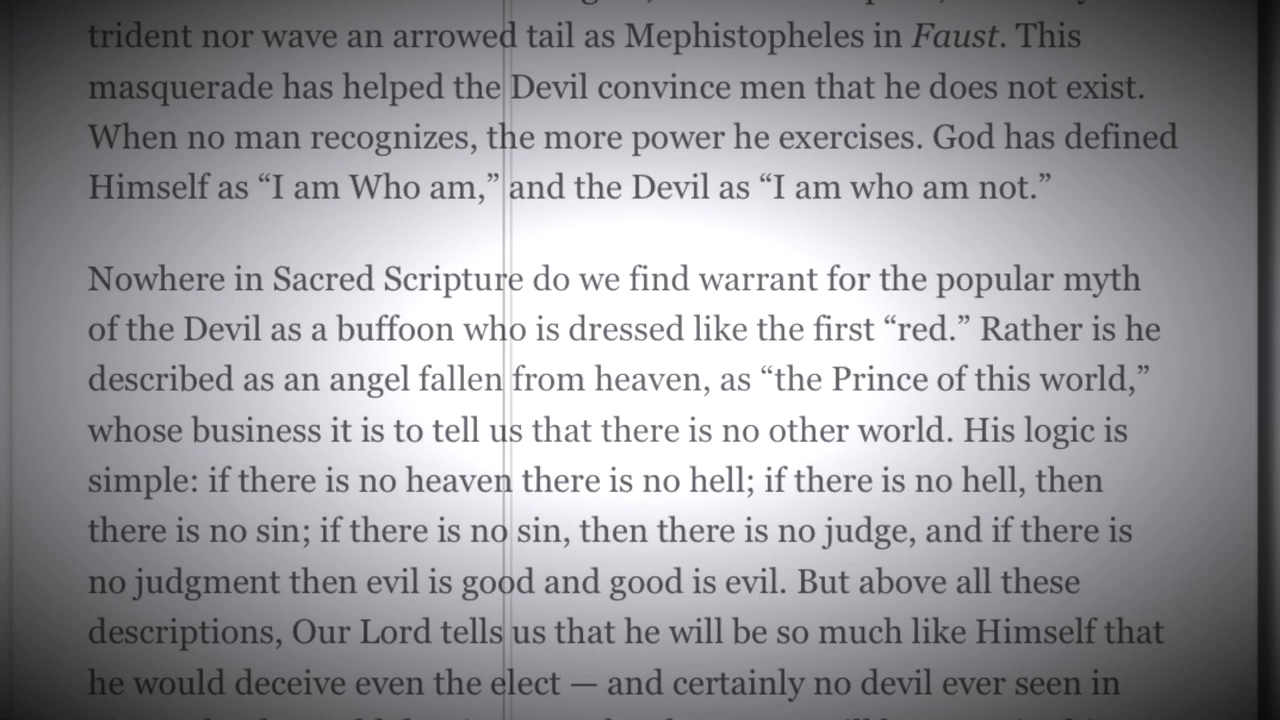 trident nor wave an arrowed tail as Mephistopheles in Faust. This
masquerade has helped the Devil convince men that he does not exist.
When no man recognizes, the more power he exercises. God has defined
Himself as “I am Who am,” and the Devil as “I am who am not.”
Nowhere in Sacred Scripture do we find warrant for the popular myth
of the Devil as a buffoon who is dressed like the first “red.” Rather is he
described as an angel fallen from heaven, as “the Prince of this world,”
whose business it is to tell us that there is no other world. His logic is
simple: if there is no heaven there is no hell; if there is no hell, then
there is no sin; if there is no sin, then there is no judge, and if there is
no judgment then evil is good and good is evil. But above all these
descriptions, Our Lord tells us that he will be so much like Himself that
he would deceive even the elect — and certainly no devil ever seen in